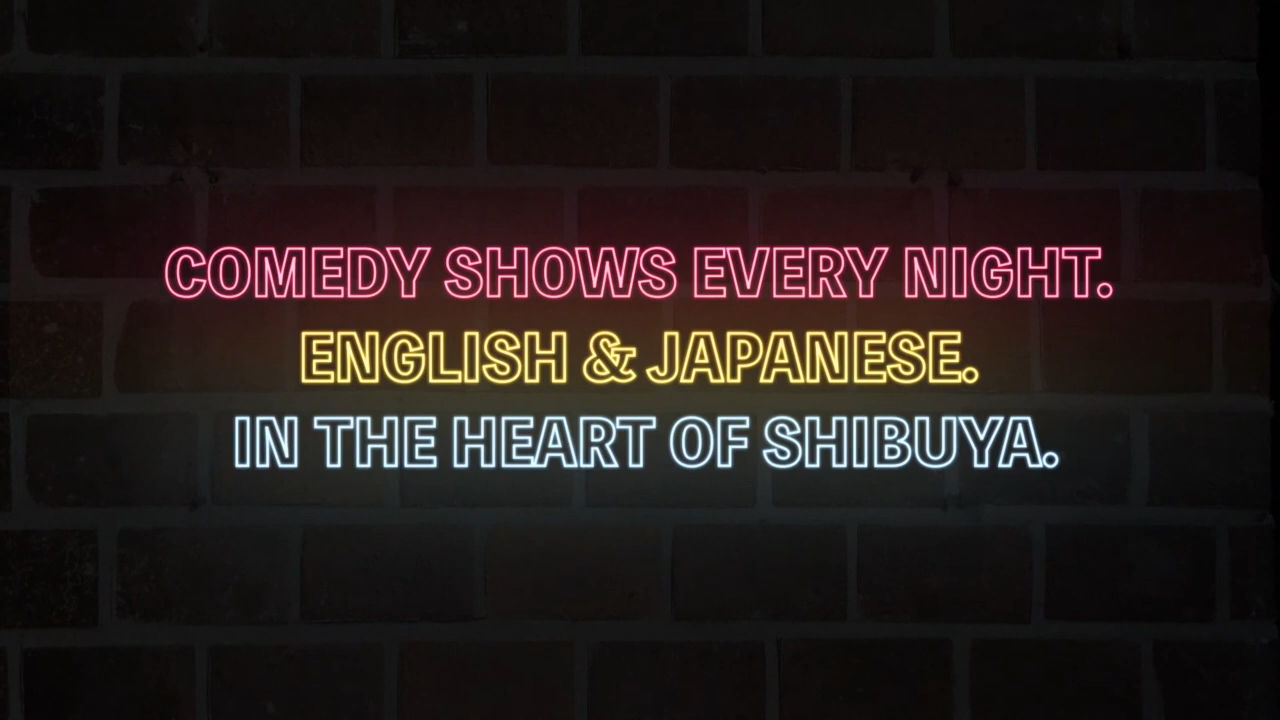 COMEDY SHOWS EVERY NIGHT.
ENGLISH & JAPANESE.
IN THE HEART OF SHIBUYA.